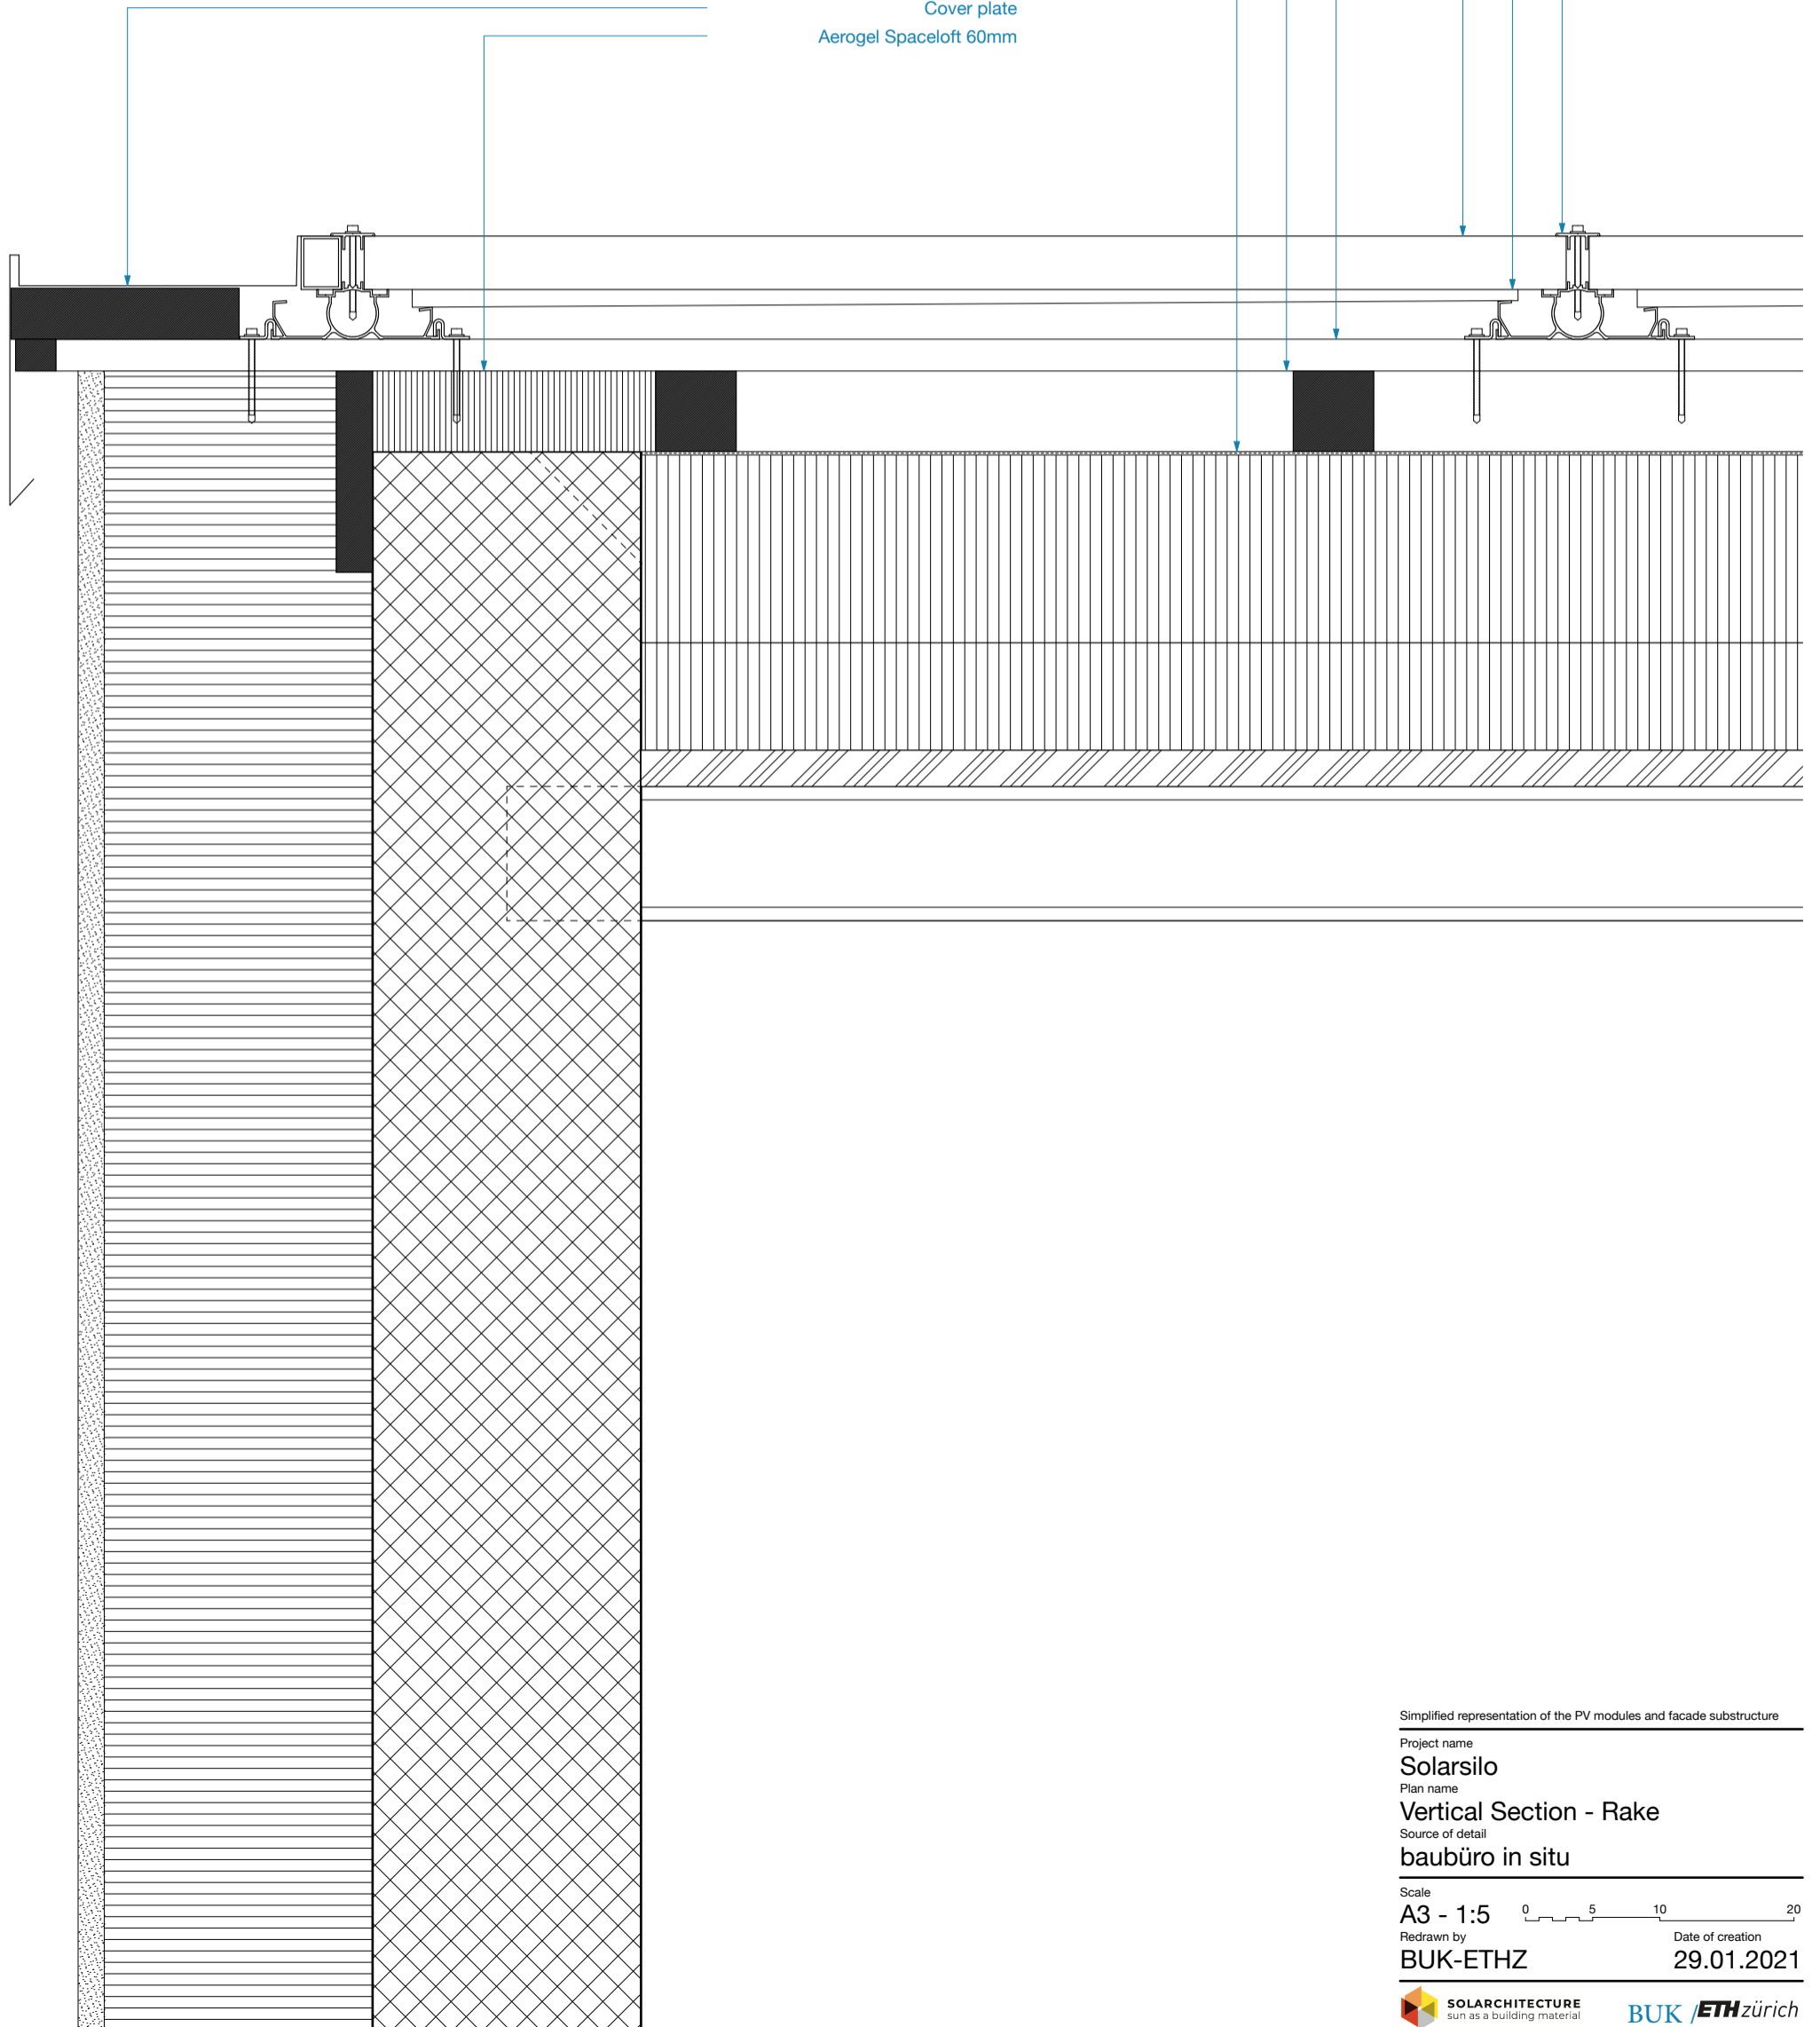 Cover plate
Aerogel Spaceloft 60mm
Simplified representation of the PV modules and facade substructure
Project name
Solarsilo
Plan name
Vertical Section - Rake
Source of detail
baubüro in situ
Scale
A3 - 1:5
0 5 10 20
Redrawn by
BUK-ETHZ
Date of creation
29.01.2021
SOLARCHITECTURE
sun as a building material
BUK /ETH zürich